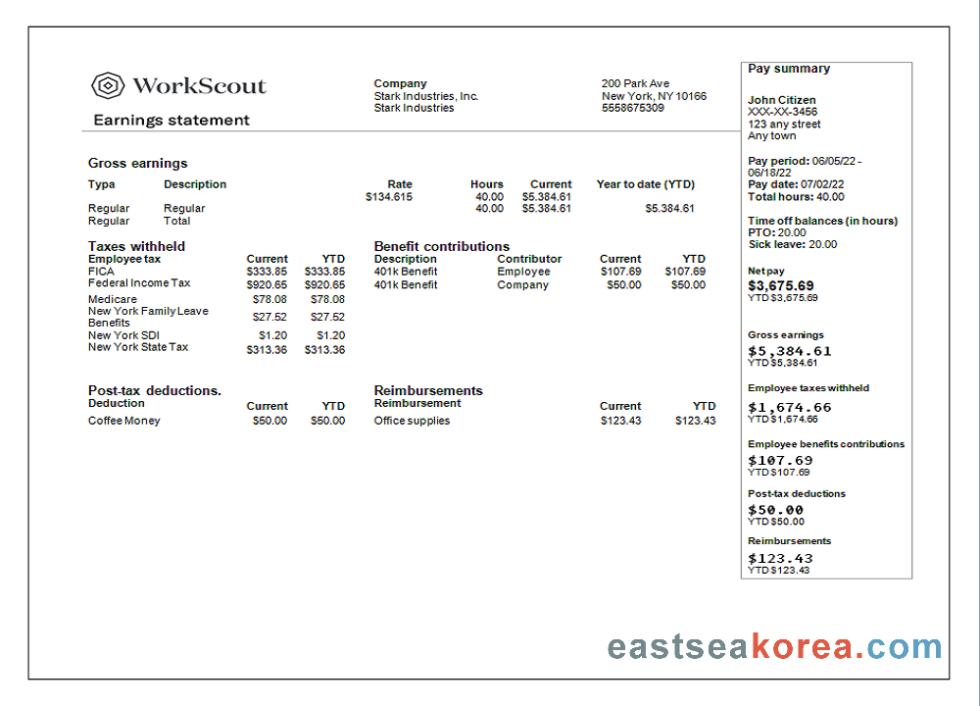 WorkScout
Earnings statement
Company
Stark Industries, Inc.
Stark Industries
200 Park Ave
New York, NY 10166
5558675309
Gross earnings
Typa Description Rate Hours Current Year to date (YTD)
$134.615 40.00 $5.384.61
Regular Regular 40.00 $5.384.61 $5.384.61
Regular Total
Taxes withheld
Employee tax Current YTD
FICA $333.85 $333.85
Federal Income Tax $920.65 $920.65
Medicare $78.08 $78.08
New York Family Leave
Benefits $27.52 $27.52
New York SDI $1.20 $1.20
New York State Tax $313.36 $313.36
Benefit contributions
Description Contributor Current YTD
401k Benefit Employee $107.69 $107.69
401k Benefit Company $50.00 $50.00
Post-tax deductions.
Deduction Current YTD
Coffee Money $50.00 $50.00
Reimbursements
Reimbursement Current YTD
Office supplies $123.43 $123.43
Pay summary
John Citizen
XXX-XX-3456
123 any street
Any town
Pay period: 06/05/22 -
06/18/22
Pay date: 07/02/22
Total hours: 40.00
Time off balances (in hours)
PTO: 20.00
Sick leave: 20.00
Net pay
$3,675.69
YTD $3,675.69
Gross earnings
$5,384.61
YTD $5,384.61
Employee taxes withheld
$1,674.66
YTD $1,674.66
Employee benefits contributions
$107.69
YTD $107.69
Post-tax deductions
$50.00
YTD $50.00
Reimbursements
$123.43
YTD $123.43
eastseakorea.com